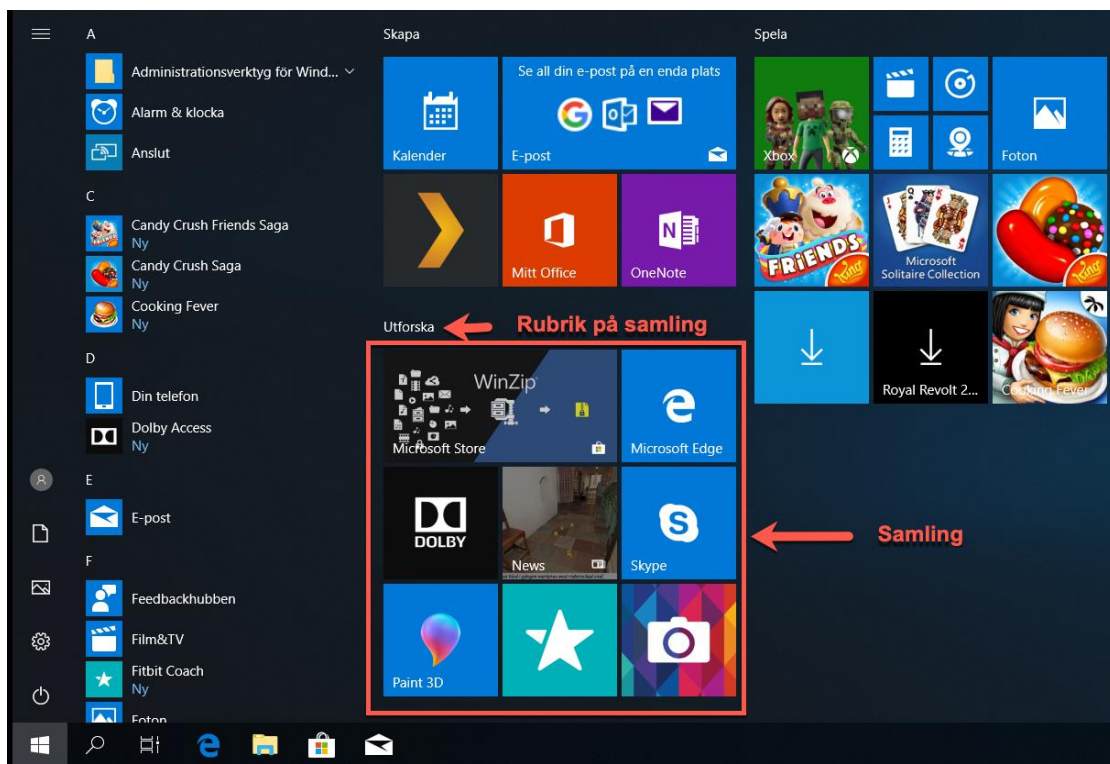 A
Administrationsverktyg för Wind...
Alarm & klocka
Anslut
C
Candy Crush Friends Saga
Ny
Candy Crush Saga
Ny
Cooking Fever
Ny
D
Din telefon
Dolby Access
Ny
E
E-post
F
Feedbackhubben
Film&TV
Fitbit Coach
Ny
Foton
Skapa
Se all din e-post på en enda plats
Kalender
E-post
Mitt Office
OneNote
Utforska
Rubrik på samling
WinZip
Microsoft Store
Microsoft Edge
DOLBY
News
Skype
Paint 3D
Samling
Spela
Xbox
Foton
FRIENDS
King
Microsoft
Solitaire Collection
King
Royal Revolt 2...
Cooking Fever